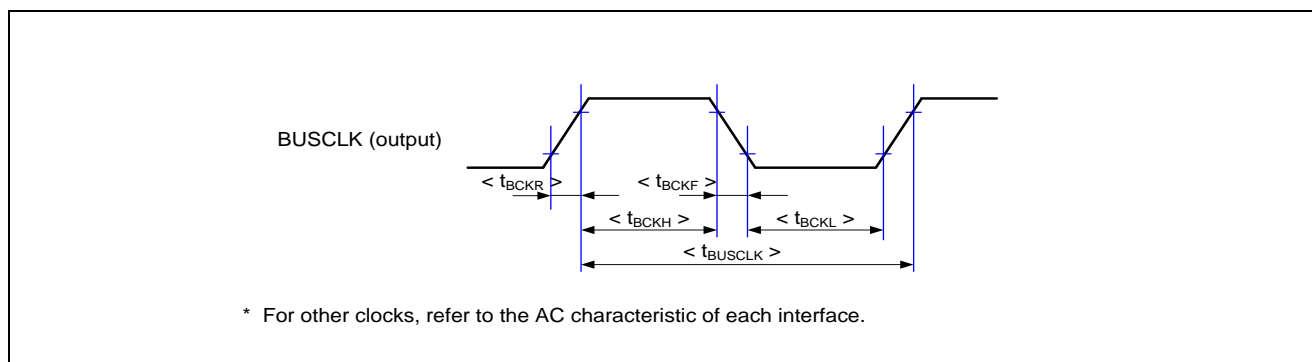 BUSCLK (output)
< tBCKR >
< tBCKF >
< tBCKH >
< tBCKL >
< tBUSCLK >
* For other clocks, refer to the AC characteristic of each interface.